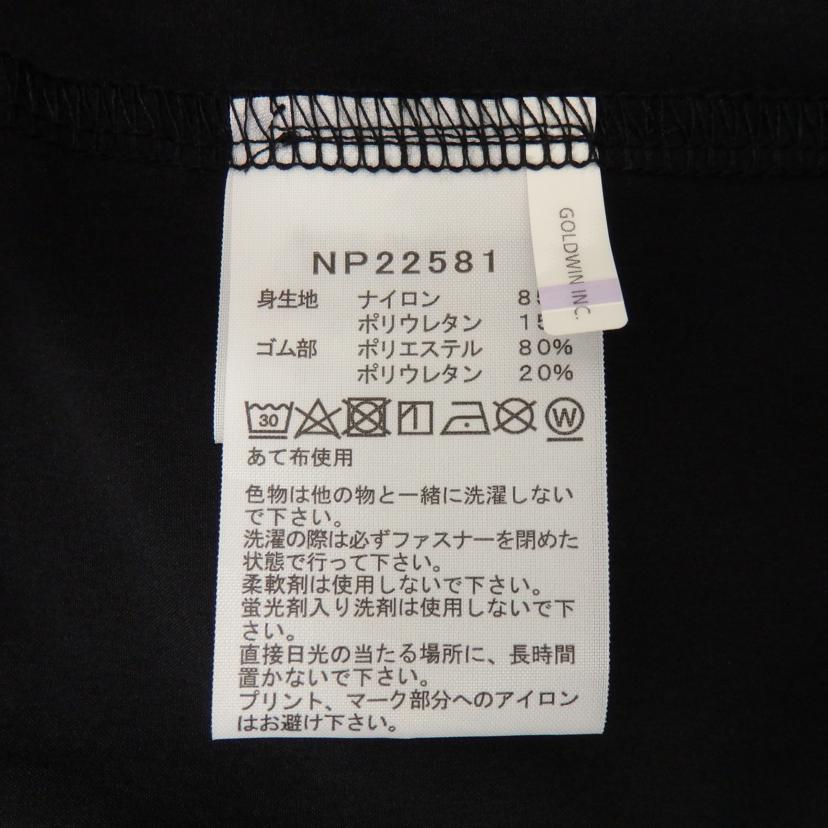 GOLDWIN INC.
NP22581
身生地 ナイロン
ポリウレタン
ゴム部 ポリエステル 80%
ポリウレタン 20%
30 W
あて布使用
色物は他の物と一緒に洗濯しない
で下さい。
洗濯の際は必ずファスナーを閉めた
状態で行って下さい。
柔軟剤は使用しないで下さい。
蛍光剤入り洗剤は使用しないで下
さい。
直接日光の当たる場所に、長時間
置かないで下さい。
プリント、マーク部分へのアイロン
はお避け下さい。